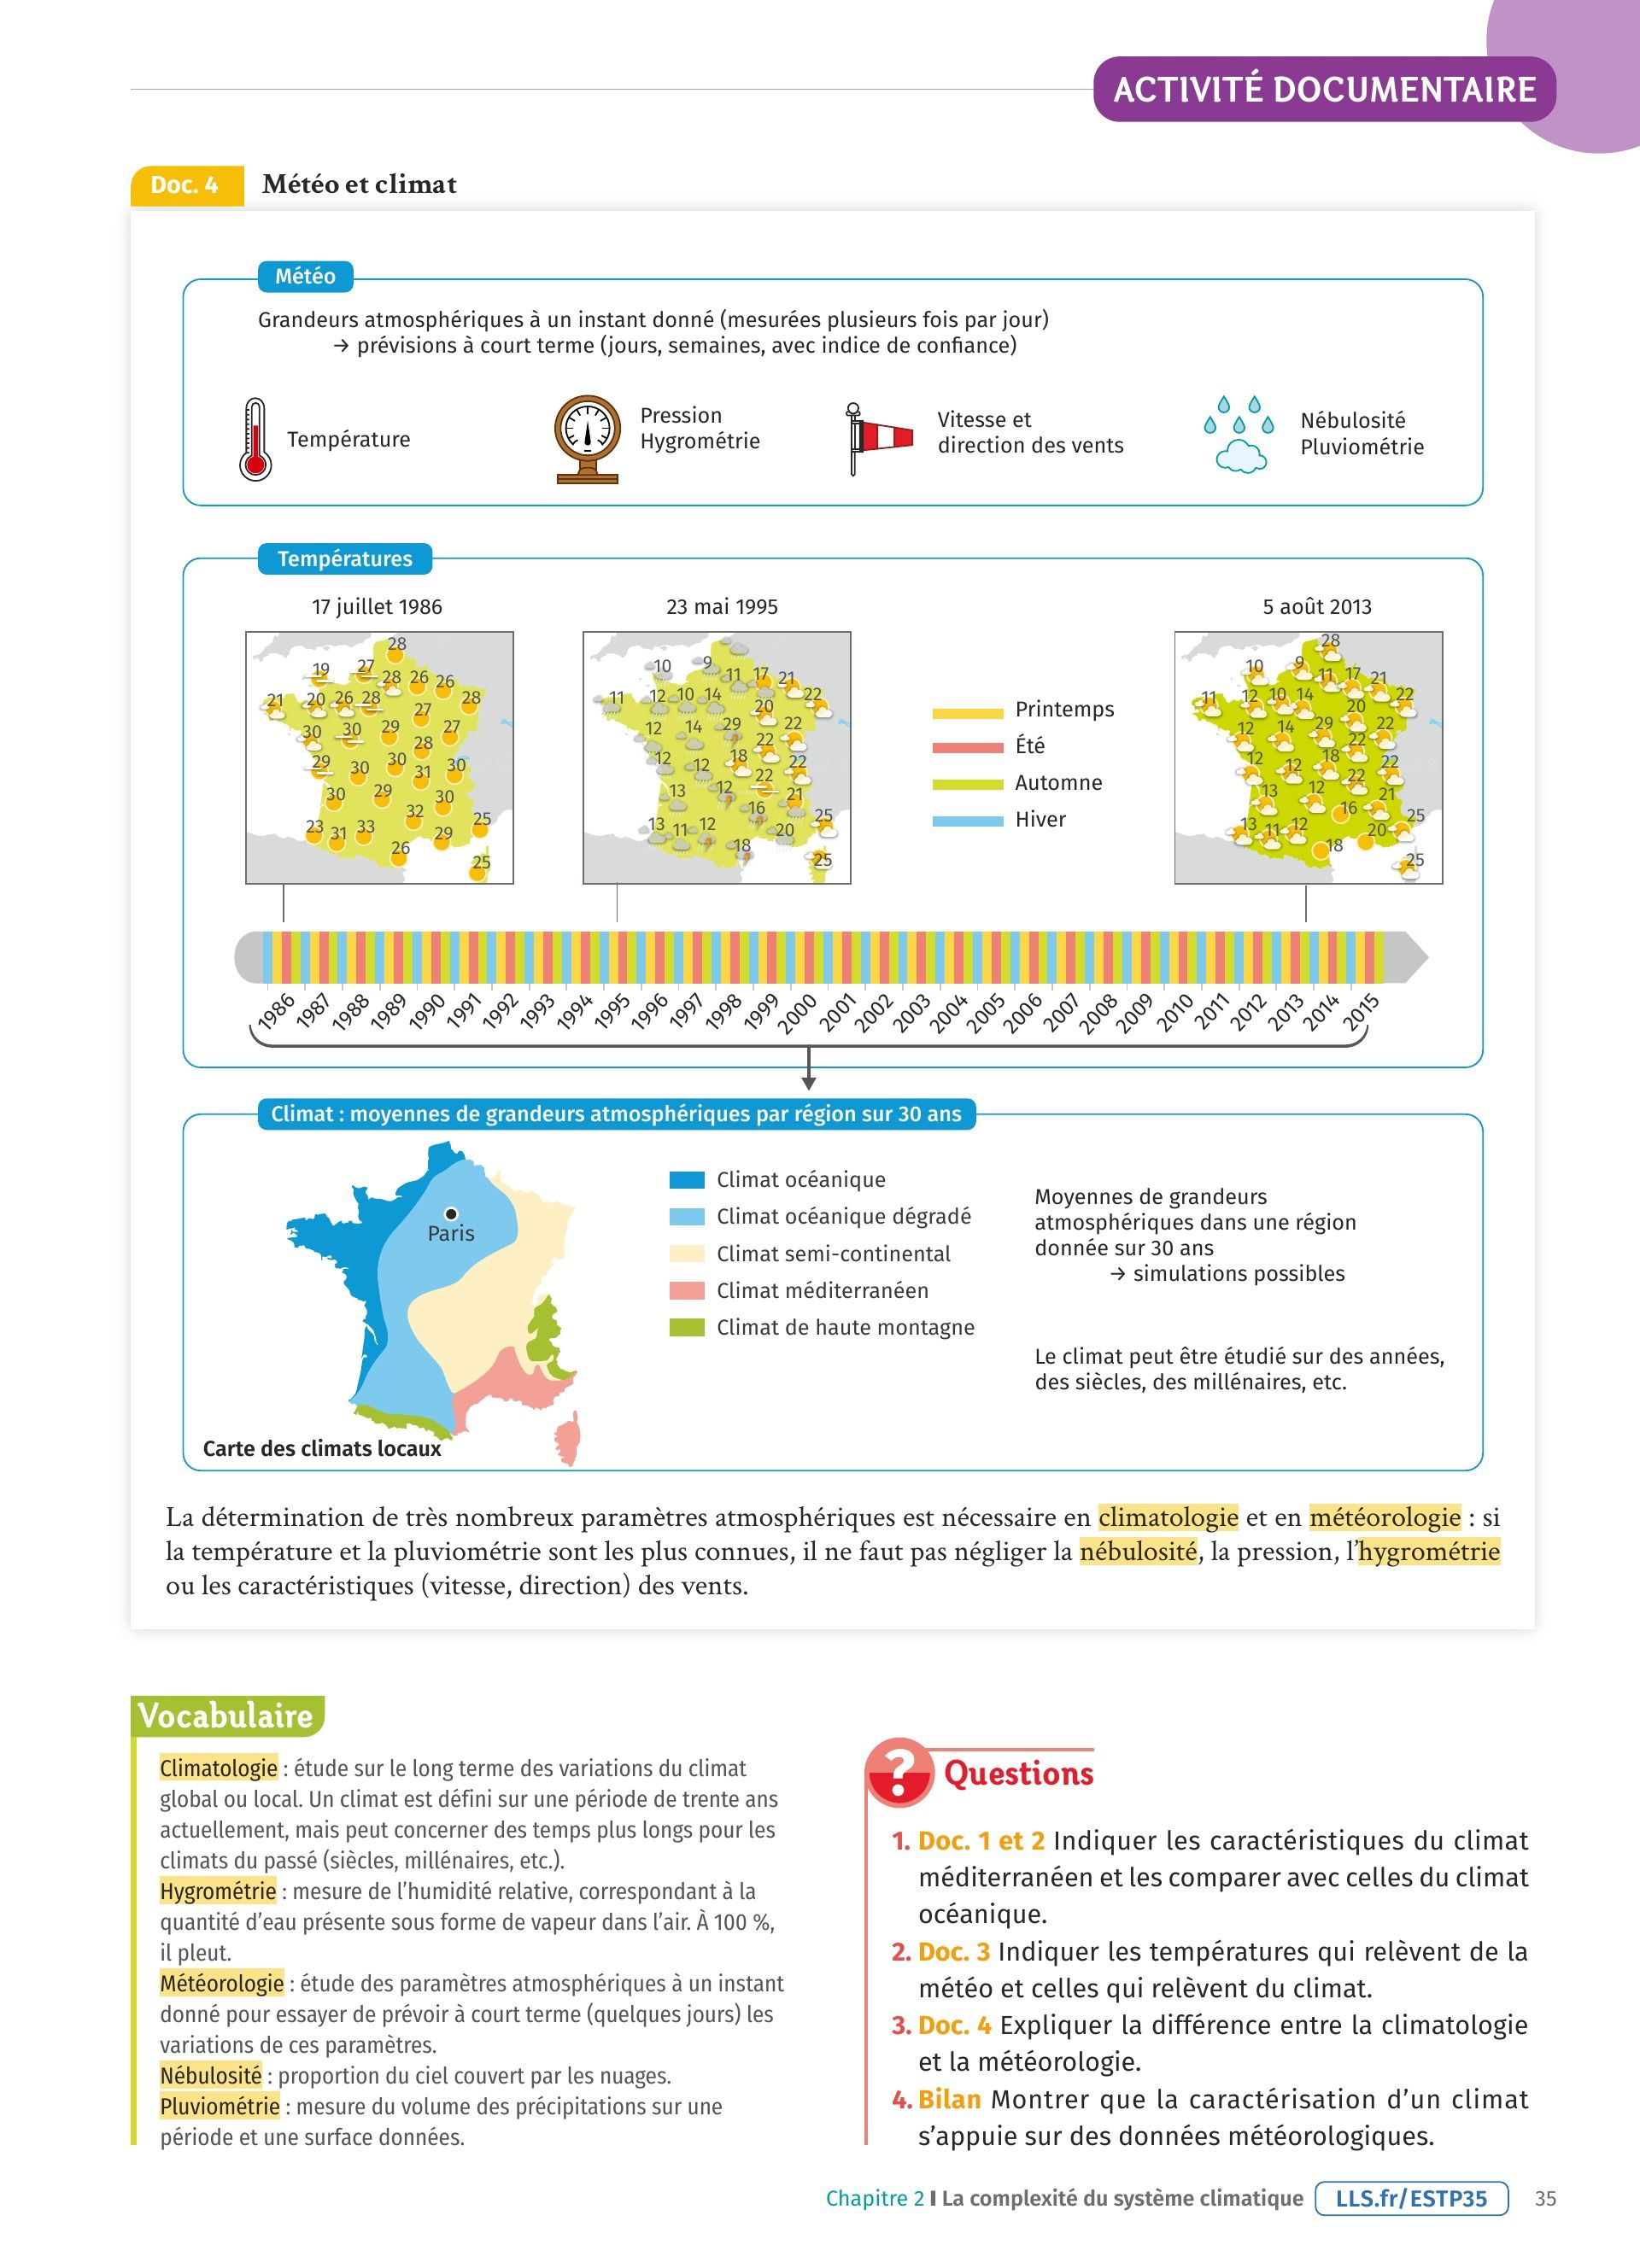 ACTIVITÉ DOCUMENTAIRE
Doc. 4 Météo et climat
Météo
Grandeurs atmosphériques à un instant donné (mesurées plusieurs fois par jour)
→ prévisions à court terme (jours, semaines, avec indice de confiance)
Température
Pression
Hygrométrie
Vitesse et
direction des vents
Nébulosité
Pluviométrie
Températures
17 juillet 1986
28
19 27 28 26 26
21 20 26 28 27 28
30 30 29 28 27
29 30 30 31 30
30 29 32 30
23 31 33 29 25
26 25
23 mai 1995
10 9 11 17 21
11 12 10 14 20 22
12 14 29 22 22
12 12 18 22 22
13 12 16 21
13 11 12 20 25
18 25
Printemps
Été
Automne
Hiver
5 août 2013
28
10 9 11 17 21
11 12 10 14 20 22
12 14 29 22 22
12 12 18 22 22
13 12 16 21
13 11 12 20 25
18 25
1986 1987 1988 1989 1990 1991 1992 1993 1994 1995 1996 1997 1998 1999 2000 2001 2002 2003 2004 2005 2006 2007 2008 2009 2010 2011 2012 2013 2014 2015
Climat : moyennes de grandeurs atmosphériques par région sur 30 ans
Paris
Carte des climats locaux
Climat océanique
Climat océanique dégradé
Climat semi-continental
Climat méditerranéen
Climat de haute montagne
Moyennes de grandeurs
atmosphériques dans une région
donnée sur 30 ans
→ simulations possibles
Le climat peut être étudié sur des années,
des siècles, des millénaires, etc.
La détermination de très nombreux paramètres atmosphériques est nécessaire en climatologie et en météorologie : si
la température et la pluviométrie sont les plus connues, il ne faut pas négliger la nébulosité, la pression, l’hygrométrie
ou les caractéristiques (vitesse, direction) des vents.
Vocabulaire
Climatologie : étude sur le long terme des variations du climat
global ou local. Un climat est défini sur une période de trente ans
actuellement, mais peut concerner des temps plus longs pour les
climats du passé (siècles, millénaires, etc.).
Hygrométrie : mesure de l’humidité relative, correspondant à la
quantité d’eau présente sous forme de vapeur dans l’air. À 100 %,
il pleut.
Météorologie : étude des paramètres atmosphériques à un instant
donné pour essayer de prévoir à court terme (quelques jours) les
variations de ces paramètres.
Nébulosité : proportion du ciel couvert par les nuages.
Pluviométrie : mesure du volume des précipitations sur une
période et une surface données.
? Questions
1. Doc. 1 et 2 Indiquer les caractéristiques du climat
méditerranéen et les comparer avec celles du climat
océanique.
2. Doc. 3 Indiquer les températures qui relèvent de la
météo et celles qui relèvent du climat.
3. Doc. 4 Expliquer la différence entre la climatologie
et la météorologie.
4. Bilan Montrer que la caractérisation d’un climat
s’appuie sur des données météorologiques.
Chapitre 2 I La complexité du système climatique LLS.fr/ESTP35 35